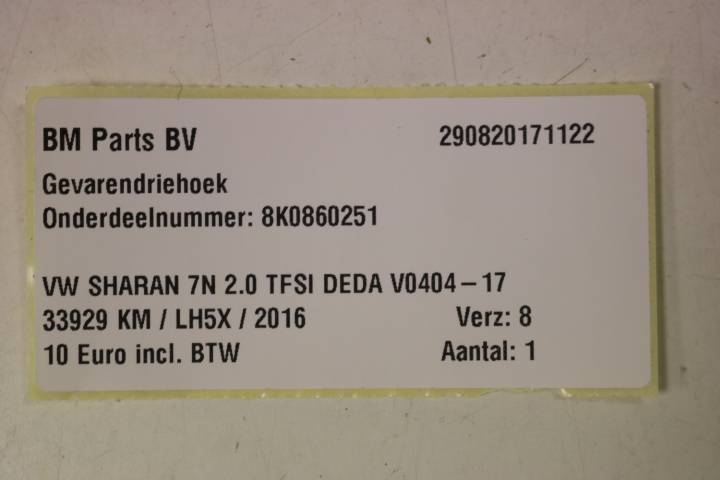 BM Parts BV 290820171122
Gevarendriehoek
Onderdeelnummer: 8K0860251
VW SHARAN 7N 2.0 TFSI DEDA V0404-17
33929 KM / LH5X / 2016 Verz: 8
10 Euro incl. BTW Aantal: 1